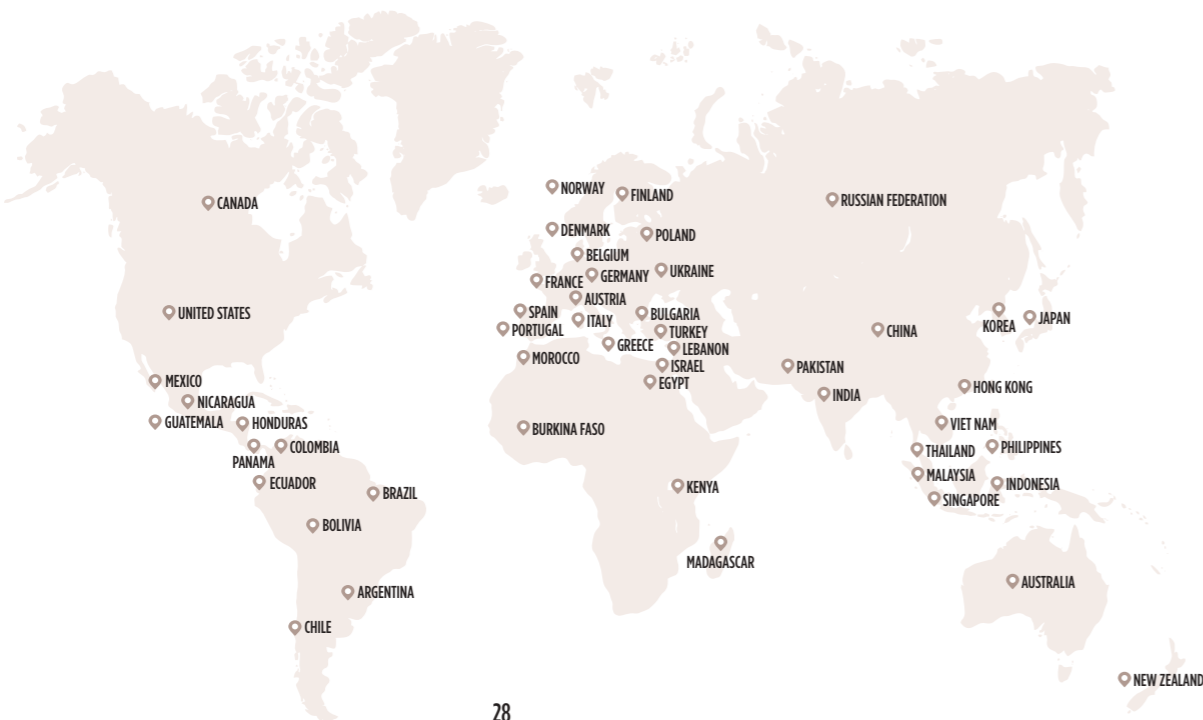 NORWAY
FINLAND
CANADA
RUSSIAN FEDERATION
DENMARK
POLAND
BELGIUM
UKRAINE
GERMANY
FRANCE
AUSTRIA
UNITED STATES
SPAIN
BULGARIA
ITALY
PORTUGAL
TURKEY
CHINA
KOREA
JAPAN
GREECE
LEBANON
MOROCCO
ISRAEL
PAKISTAN
MEXICO
EGYPT
HONG KONG
INDIA
NICARAGUA
GUATEMALA
HONDURAS
BURKINA FASO
VIET NAM
COLOMBIA
PANAMA
THAILAND
PHILIPPINES
MALAYSIA
ECUADOR
INDONESIA
KENYA
BRAZIL
SINGAPORE
BOLIVIA
MADAGASCAR
AUSTRALIA
ARGENTINA
CHILE
NEW ZEALAND
28